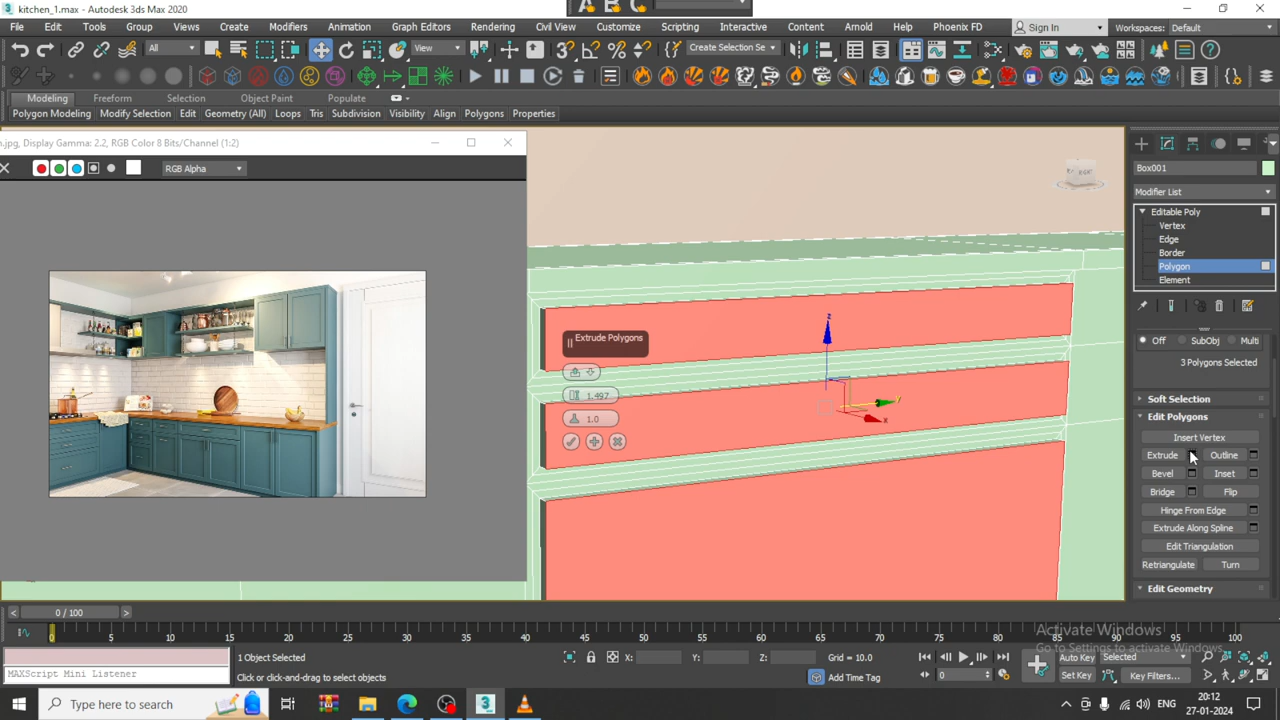 kitchen_1.max - Autodesk 3ds Max 2020
File Edit Tools Group Views Create Modifiers Animation Graph Editors Rendering Civil View Customize Scripting Interactive Content Arnold Help Phoenix FD Sign In Workspaces: Default
All View Create Selection Se
Modeling Freeform Selection Object Paint Populate
Polygon Modeling Modify Selection Edit Geometry (All) Loops Tris Subdivision Visibility Align Polygons Properties
.jpg, Display Gamma: 2.2, RGB Color 8 Bits/Channel (1:2)
RGB Alpha
Box001
Modifier List
Editable Poly
Vertex
Edge
Border
Polygon
Element
Off SubObj Multi
3 Polygons Selected
Soft Selection
Edit Polygons
Insert Vertex
Extrude Outline
Bevel Inset
Bridge Flip
Hinge From Edge
Extrude Along Spline
Edit Triangulation
Retriangulate Turn
Edit Geometry
Extrude Polygons
1.497
1.0
z
y
x
< 0 / 100 >
0 5 10 15 20 25 30 35 40 45 50 55 60 65 70 75 80 85 90 95 100
Activate Windows
Go to Settings to activate Windows.
MAXScript Mini Listener
1 Object Selected
Click or click-and-drag to select objects
X: Y: Z: Grid = 10.0
Add Time Tag
0
Auto Key Selected
Set Key Key Filters...
Type here to search
ENG
20:12
27-01-2024